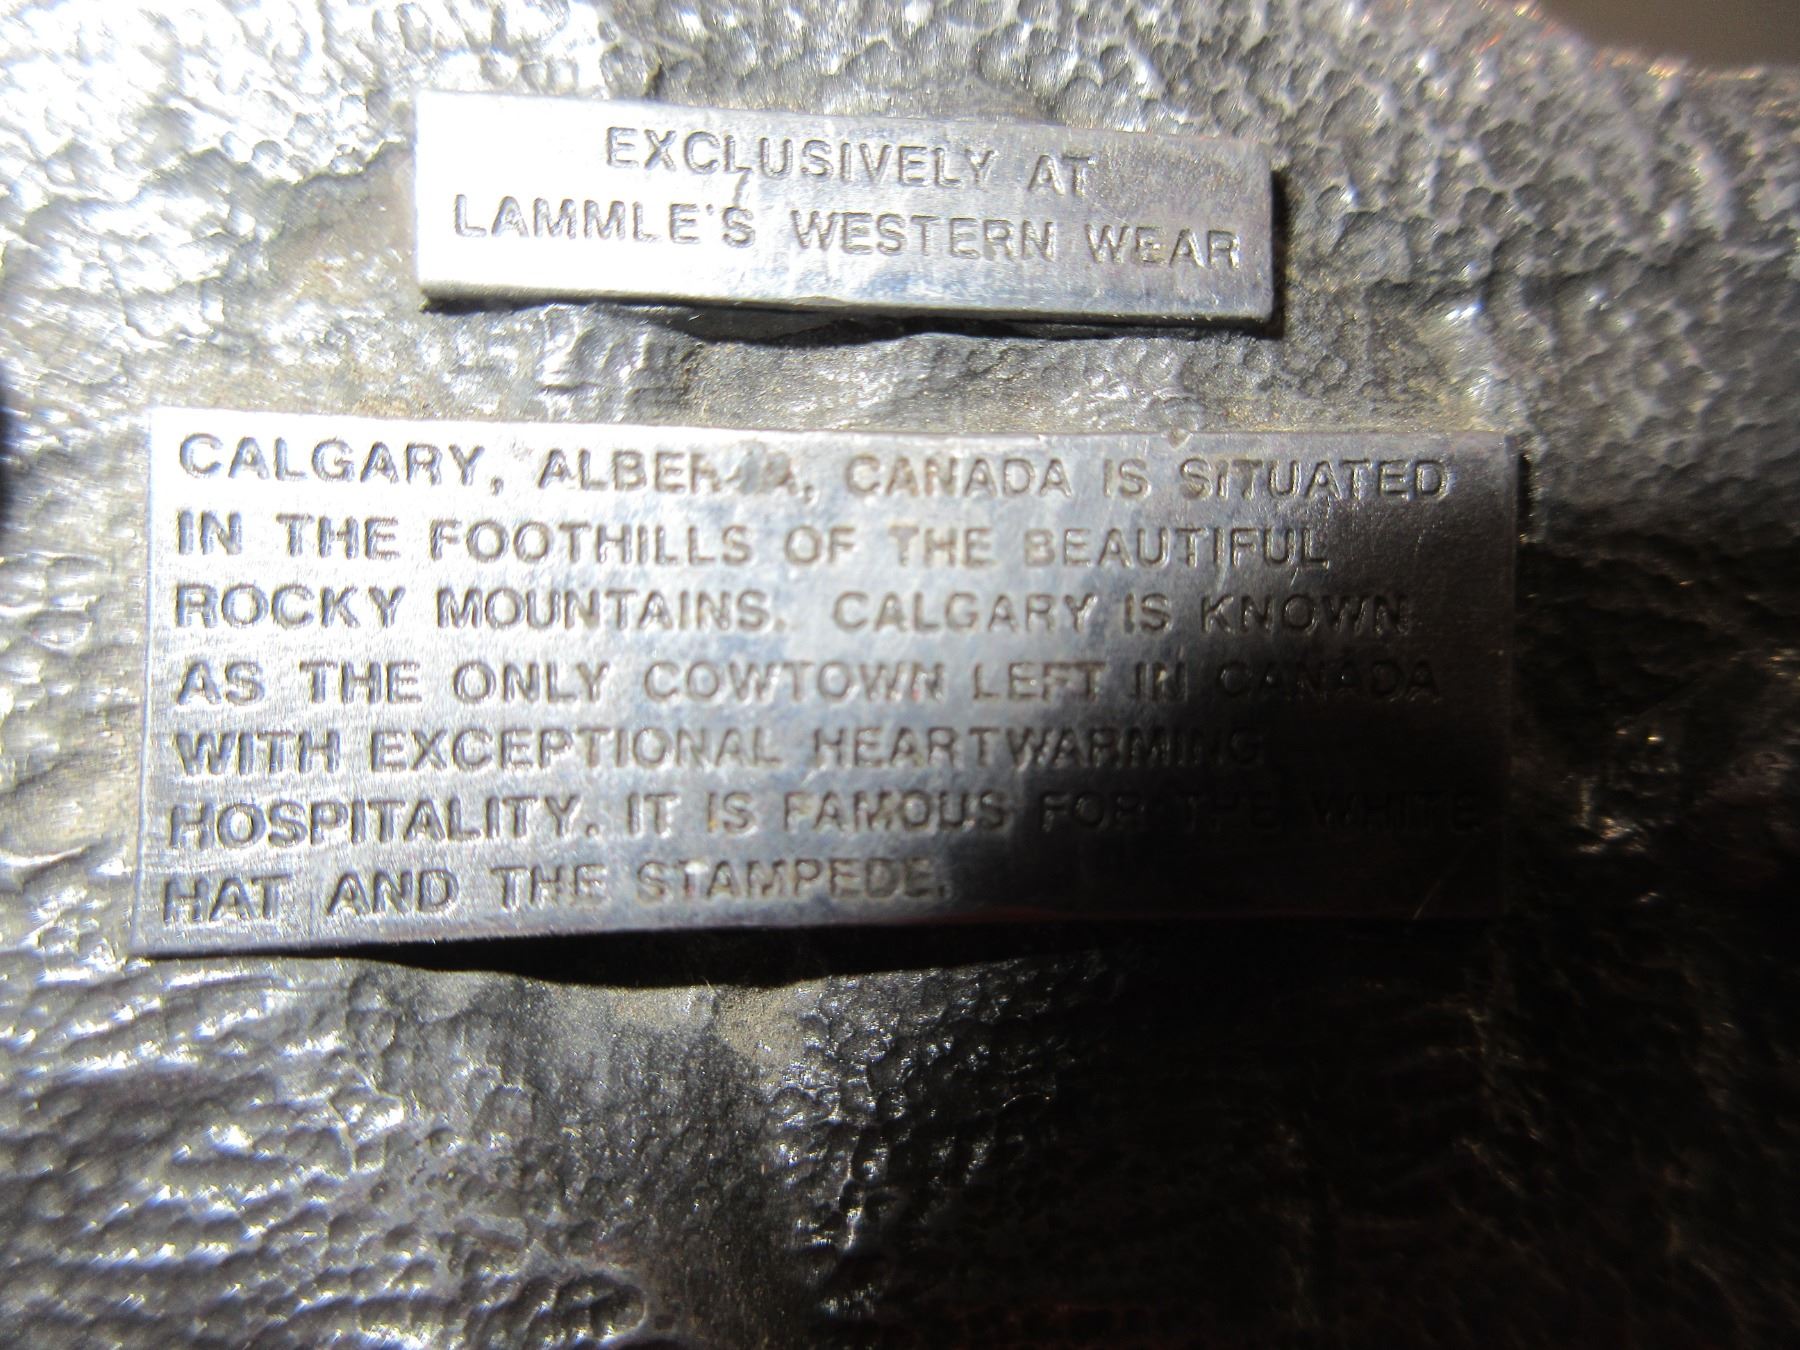 EXCLUSIVELY AT
LAMMLE'S WESTERN WEAR
CALGARY, ALBERTA, CANADA IS SITUATED
IN THE FOOTHILLS OF THE BEAUTIFUL
ROCKY MOUNTAINS. CALGARY IS KNOWN
AS THE ONLY COWTOWN LEFT IN CANADA
WITH EXCEPTIONAL HEARTWARMING
HOSPITALITY. IT IS FAMOUS FOR THE WHITE
HAT AND THE STAMPEDE.